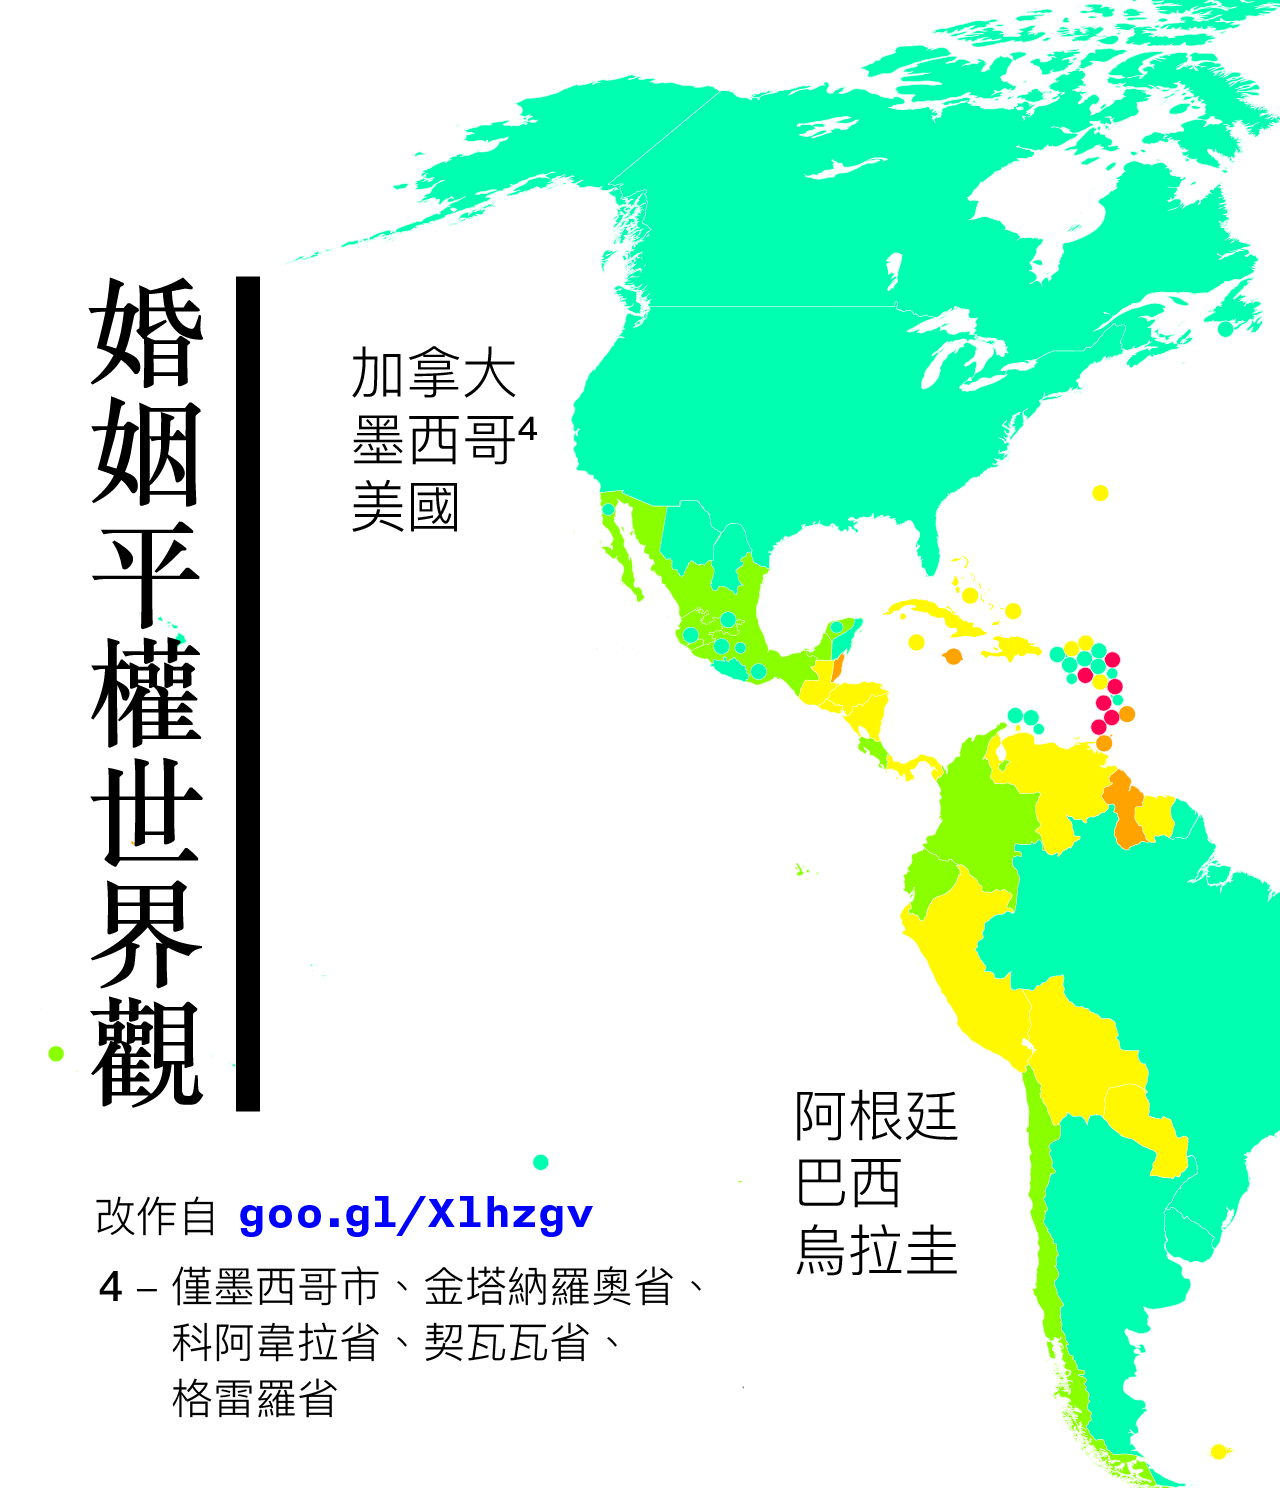 婚姻平權世界觀
加拿大
墨西哥⁴
美國
阿根廷
巴西
烏拉圭
改作自 goo.gl/Xlhzgv
4 – 僅墨西哥市、金塔納羅奧省、
科阿韋拉省、契瓦瓦省、
格雷羅省